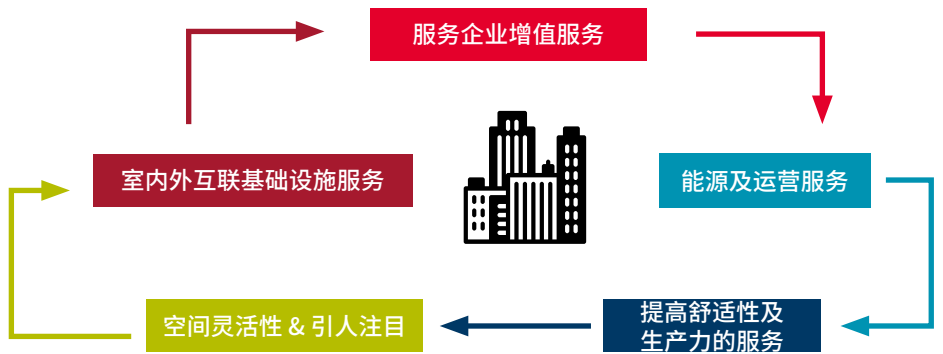 服务企业增值服务
室内外互联基础设施服务
能源及运营服务
空间灵活性 & 引人注目
提高舒适性及
生产力的服务